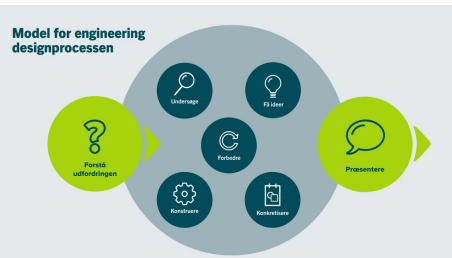 Model for engineering
designprocessen
Undersøge
Få ideer
Forstå
udfordringen
Forbedre
Præsentere
Konstruere
Konkretisere